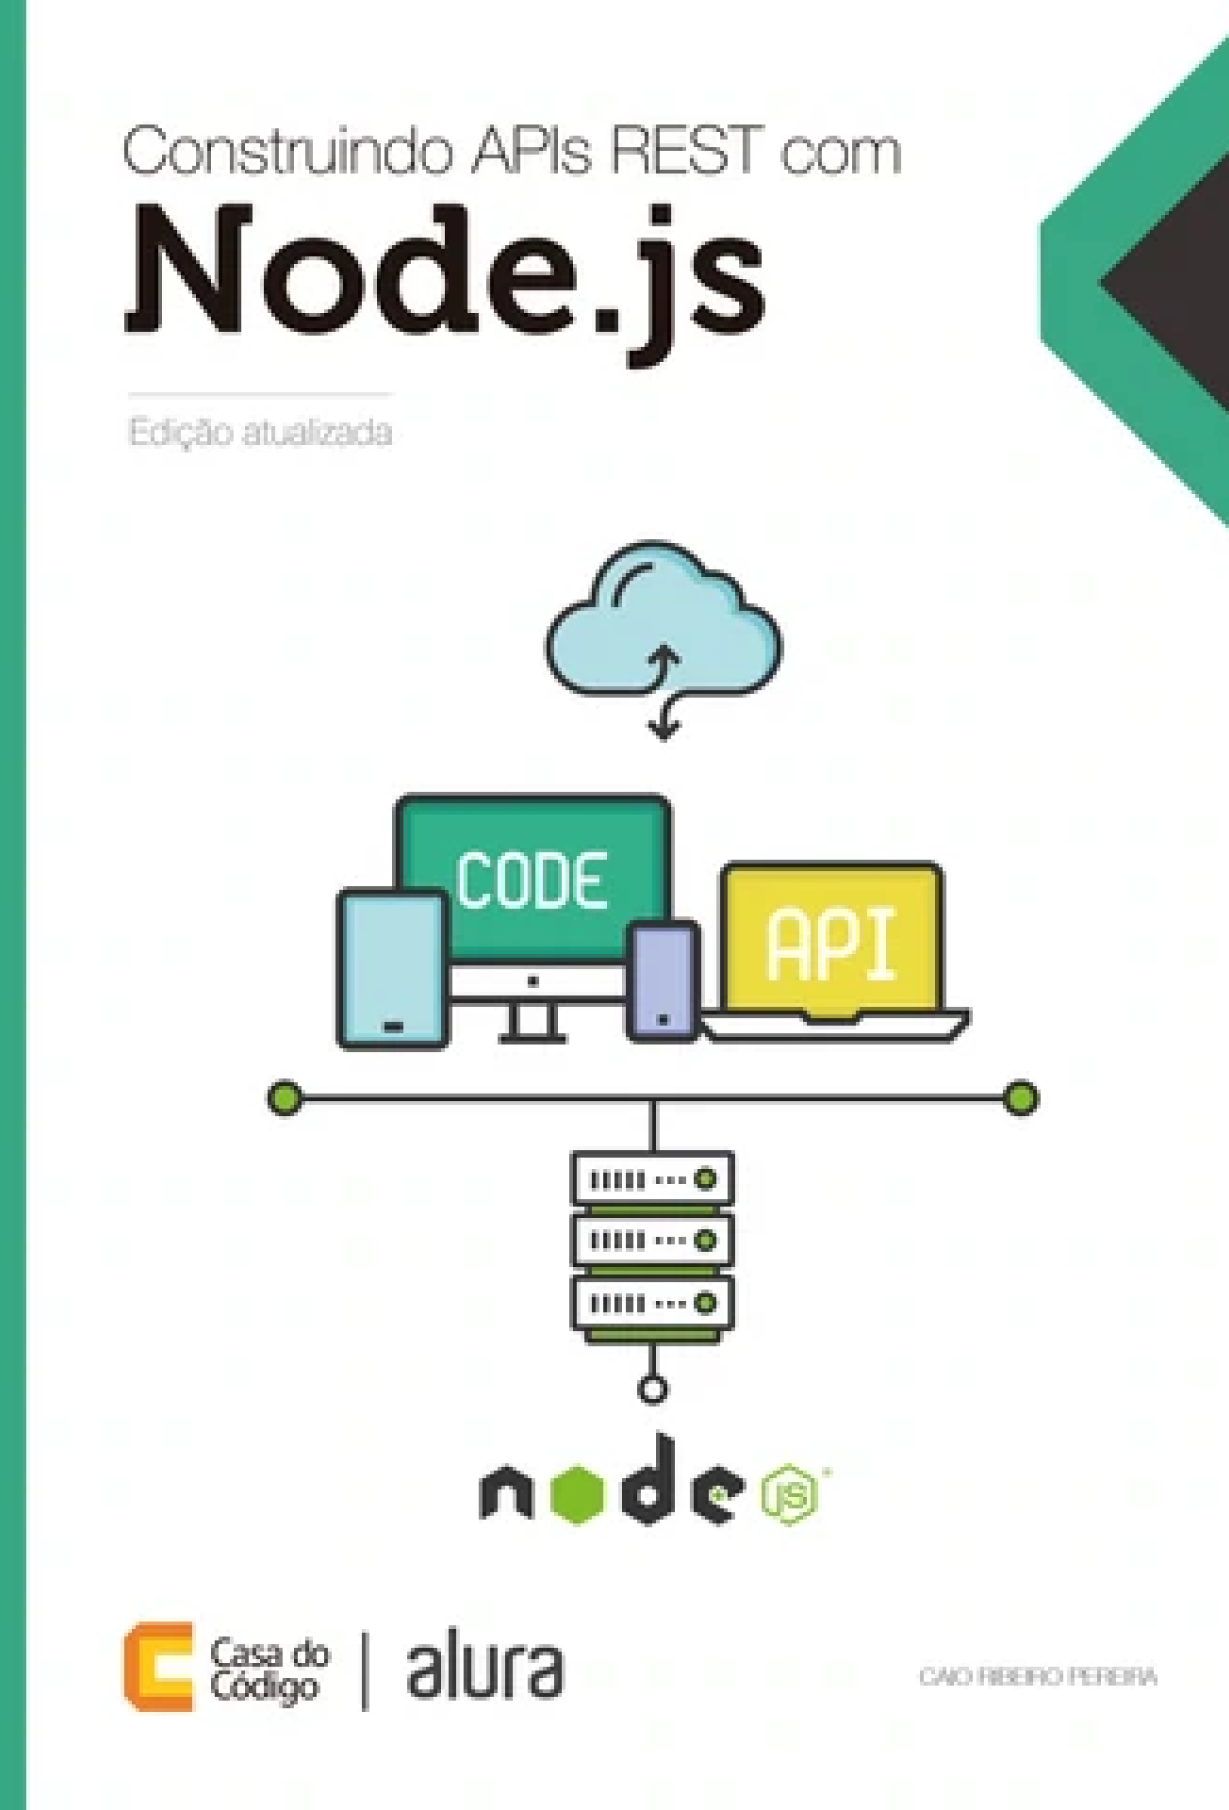 Construindo APIs REST com
Node.js
Edição atualizada
CODE
API
node
JS
Casa do
Código
alura
CAIO RIBEIRO PEREIRA